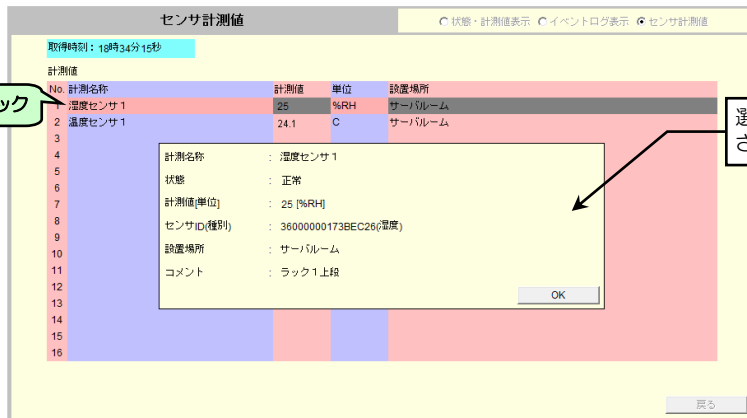 センサ計測値
状態・計測値表示 イベントログ表示 センサ計測値
取得時刻：18時34分15秒
計測値
No. 計測名称 計測値 単位 設置場所
ック
1 湿度センサ1 25 %RH サーバルーム
2 温度センサ1 24.1 C サーバルーム
3
4
5
6
7
8
9
10
11
12
13
14
15
16
計測名称 : 湿度センサ1
状態 : 正常
計測値[単位] : 25 [%RH]
センサID(種別) : 36000000173BEC26(湿度)
設置場所 : サーバルーム
コメント : ラック1上段
OK
選
さ
戻る